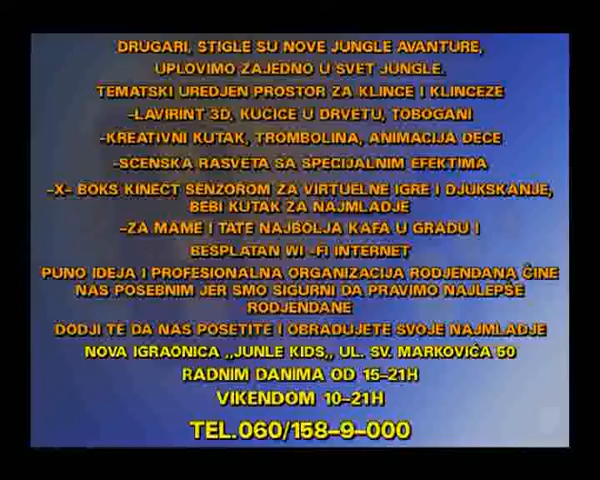 DRUGARI, STIGLE SU NOVE JUNGLE AVANTURE,
UPLOVIMO ZAJEDNO U SVET JUNGLE.
TEMATSKI UREDJEN PROSTOR ZA KLINCE I KLINCEZE
-LAVIRINT 3D, KUĆICE U DRVETU, TOBOGANI
-KREATIVNI KUTAK, TROMBOLINA, ANIMACIJA DECE
-SCENSKA RASVETA SA SPECIJALNIM EFEKTIMA
-X- BOKS KINECT SENZOROM ZA VIRTUELNE IGRE I DJUKSKANJE,
BEBI KUTAK ZA NAJMLADJE
-ZA MAME I TATE NAJBOLJA KAFA U GRADU I
BESPLATAN WI -FI INTERNET
PUNO IDEJA I PROFESIONALNA ORGANIZACIJA RODJENDANA ČINE
NAS POSEBNIM JER SMO SIGURNI DA PRAVIMO NAJLEPŠE
RODJENDANE
DODJI TE DA NAS POSETITE I OBRADUJETE SVOJE NAJMLADJE
NOVA IGRAONICA ,,JUNLE KIDS,, UL. SV. MARKOVIĆA 50
RADNIM DANIMA OD 15-21H
VIKENDOM 10-21H
TEL.060/158-9-000